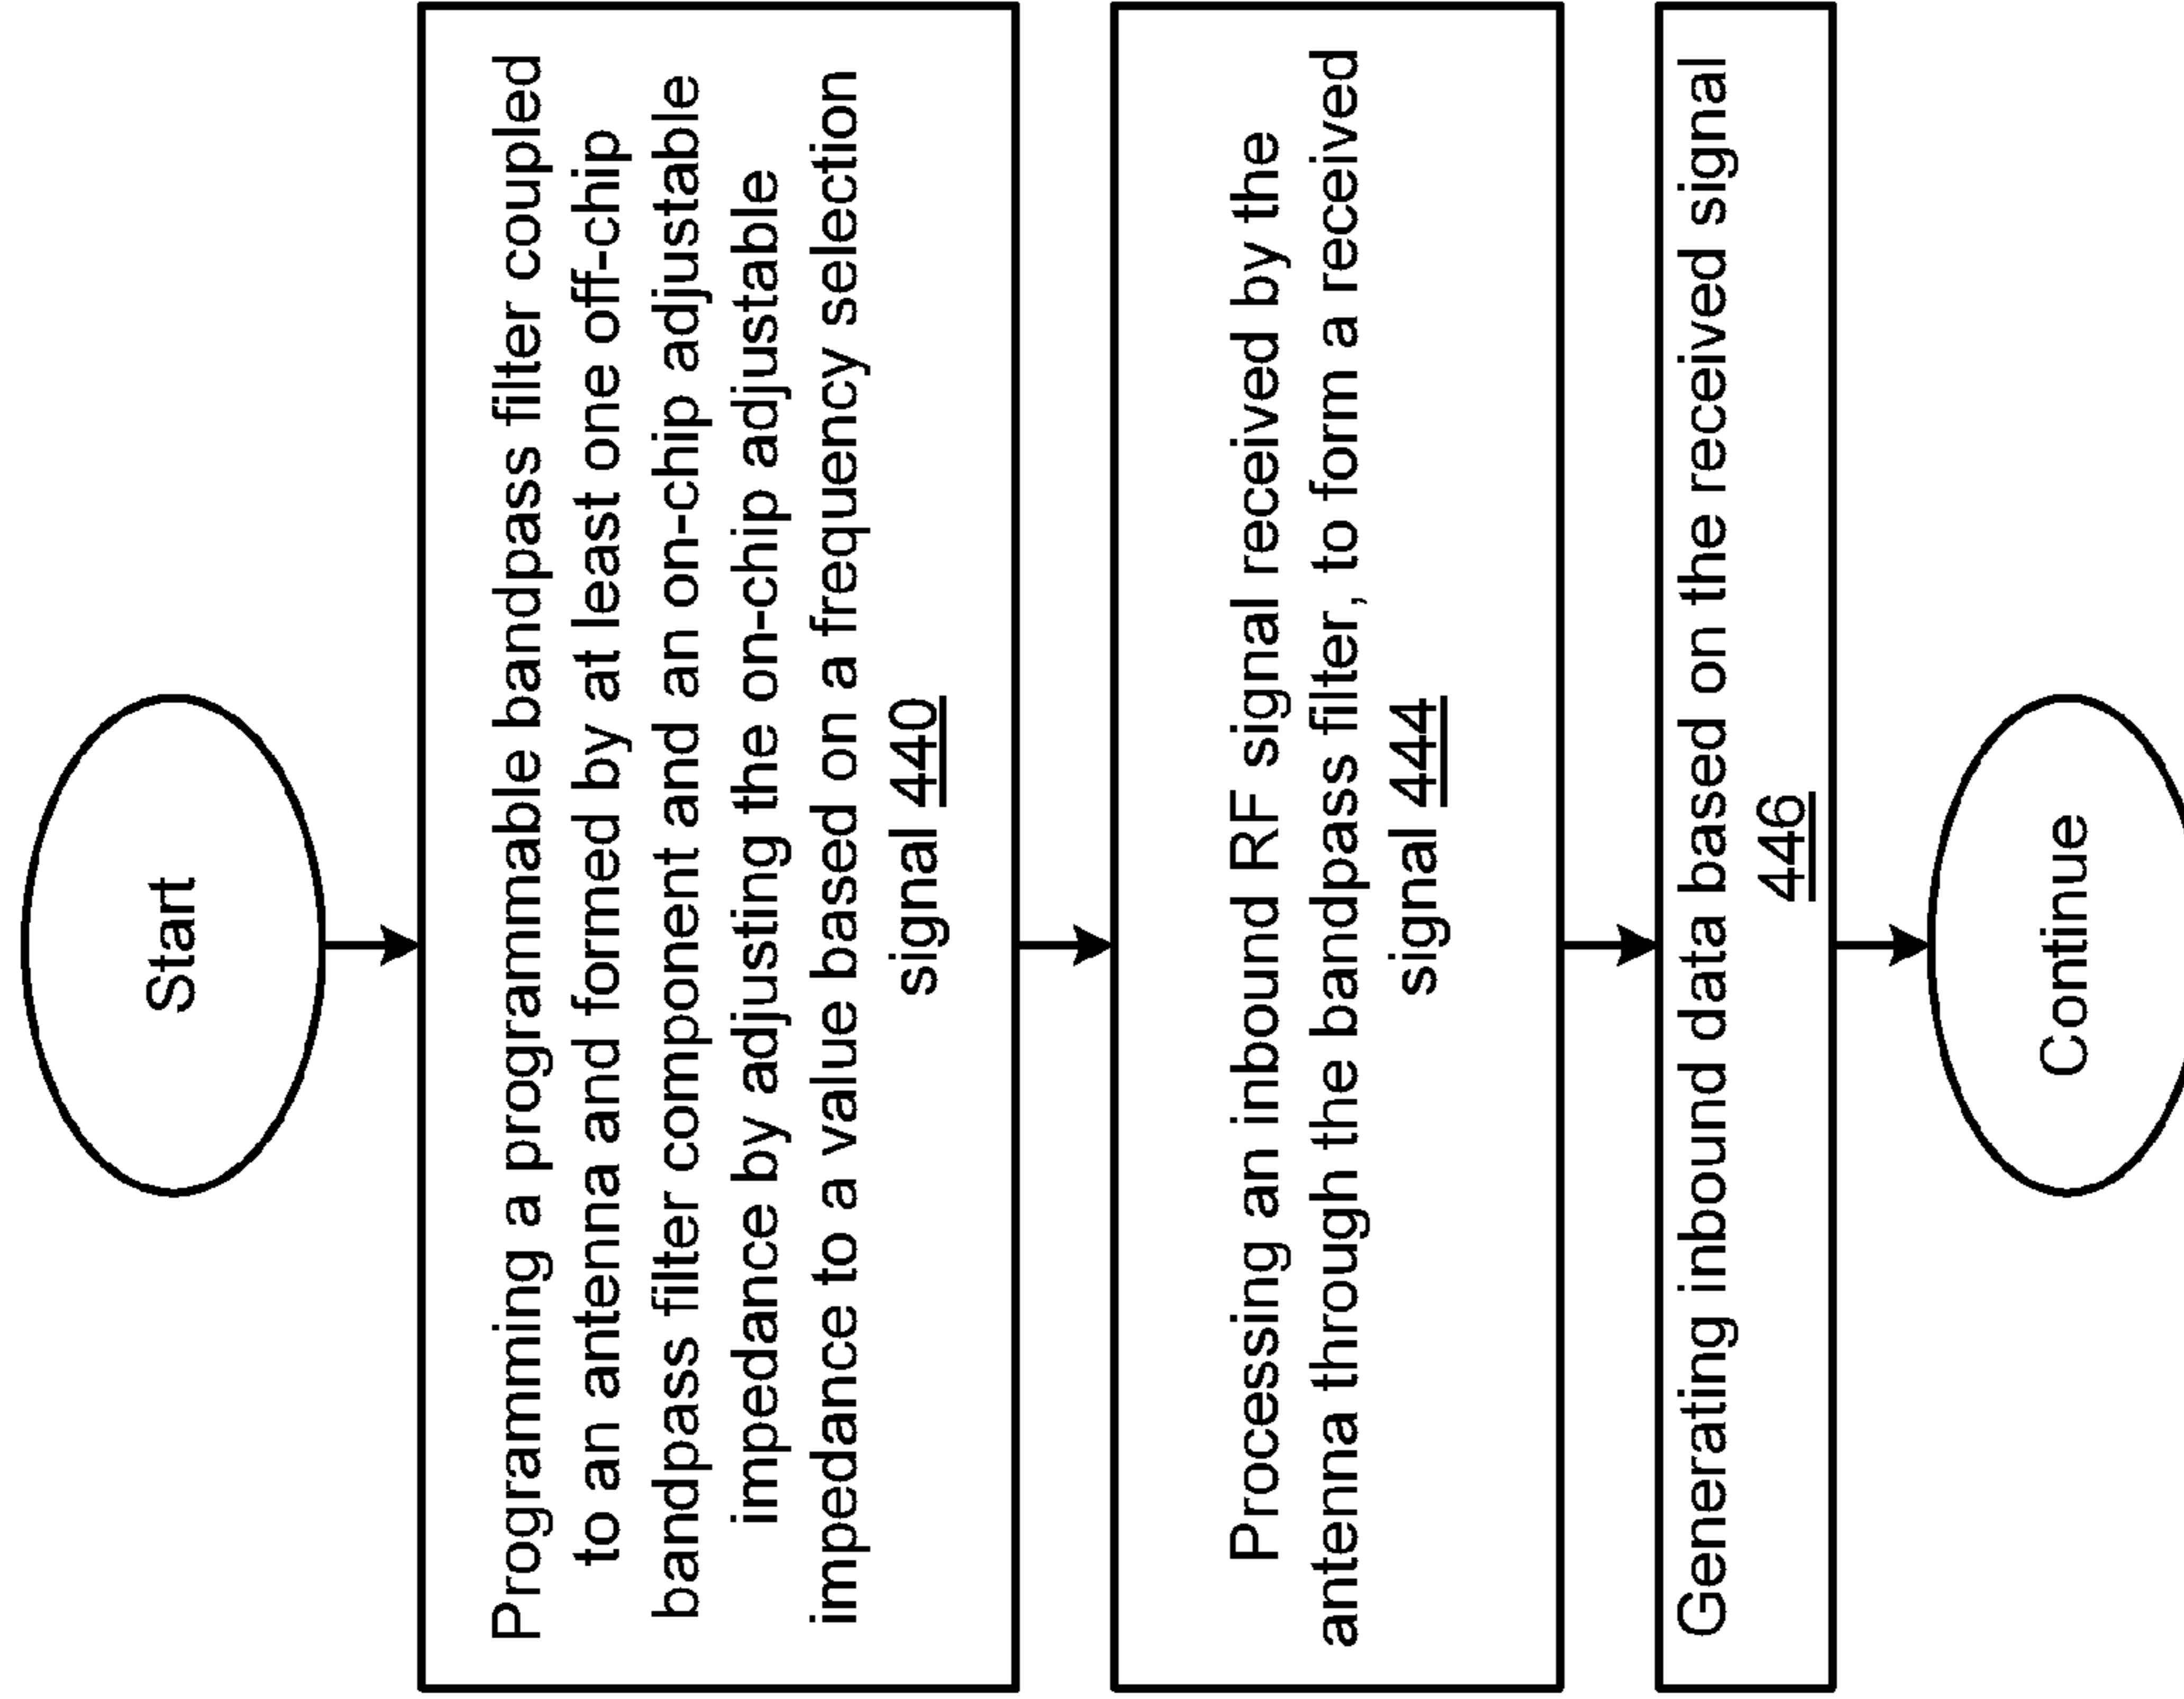 Start
Programming a programmable bandpass filter coupled
to an antenna and formed by at least one off-chip
bandpass filter component and an on-chip adjustable
impedance by adjusting the on-chip adjustable
impedance to a value based on a frequency selection
signal 440
Processing an inbound RF signal received by the
antenna through the bandpass filter, to form a received
signal 444
Generating inbound data based on the received signal
446
Continue